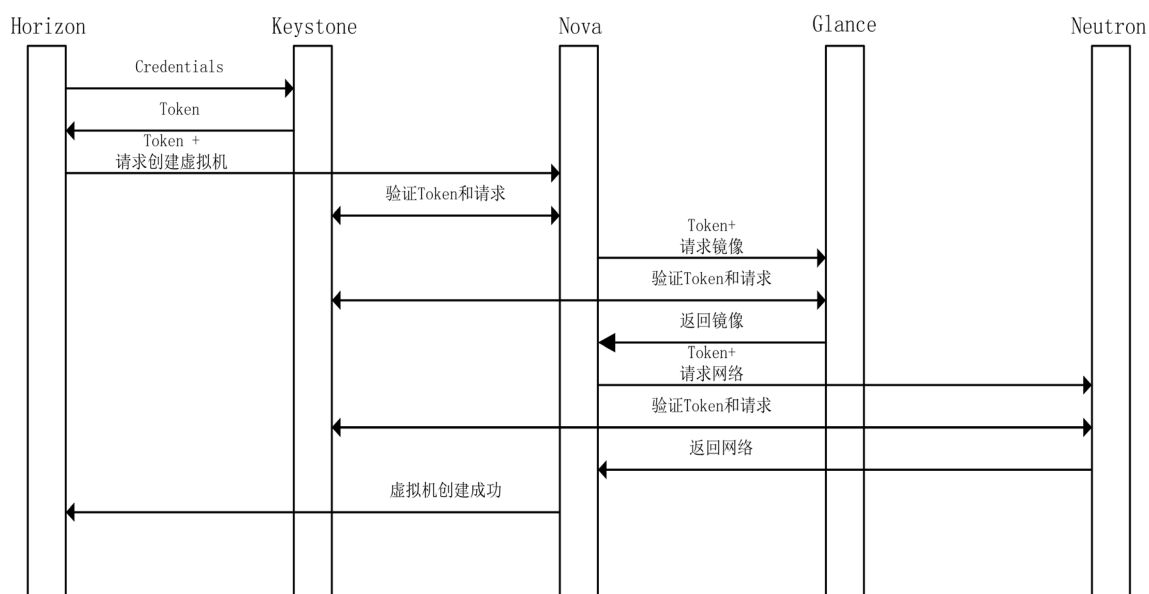 Horizon
Keystone
Nova
Glance
Neutron
Credentials
Token
Token +
请求创建虚拟机
验证Token和请求
Token+
请求镜像
验证Token和请求
返回镜像
Token+
请求网络
验证Token和请求
返回网络
虚拟机创建成功